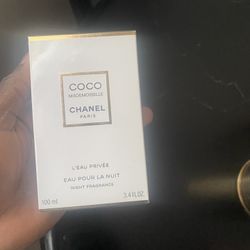 COCO
MADEMOISELLE
CHANEL
PARIS
L'EAU PRIVÉE
EAU POUR LA NUIT
NIGHT FRAGRANCE
100 ml 3.4 FL. OZ.